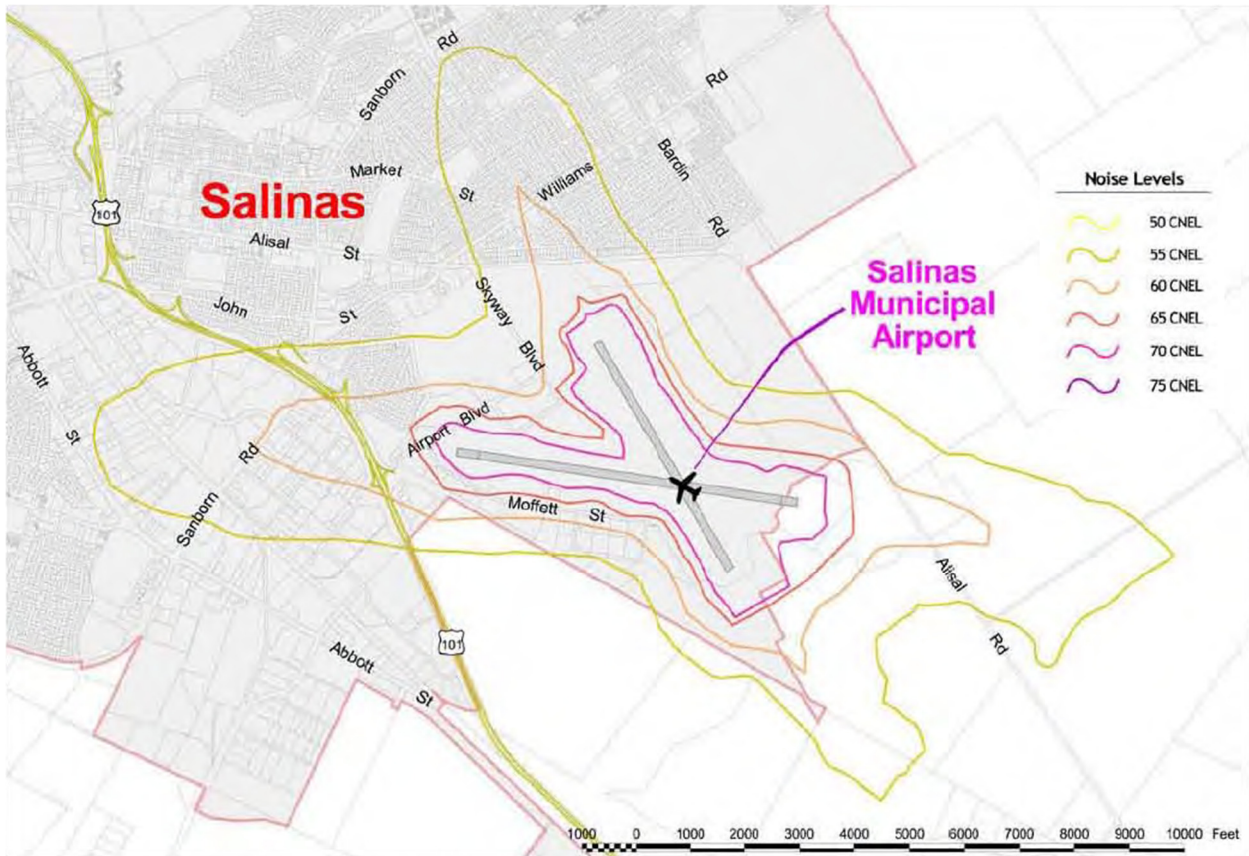 Rd
Sanborn
Rd
Market
St
Williams
Bardin
Rd
Noise Levels
50 CNEL
55 CNEL
60 CNEL
65 CNEL
70 CNEL
75 CNEL
101
Salinas
Alisal
St
Skyway
Blvd
Salinas
Municipal
Airport
John
St
Abbott
St
Airport Blvd
Rd
Sanborn
Moffett
St
Alisal
Rd
101
Abbott
St
1000 0 1000 2000 3000 4000 5000 6000 7000 8000 9000 10000 Feet